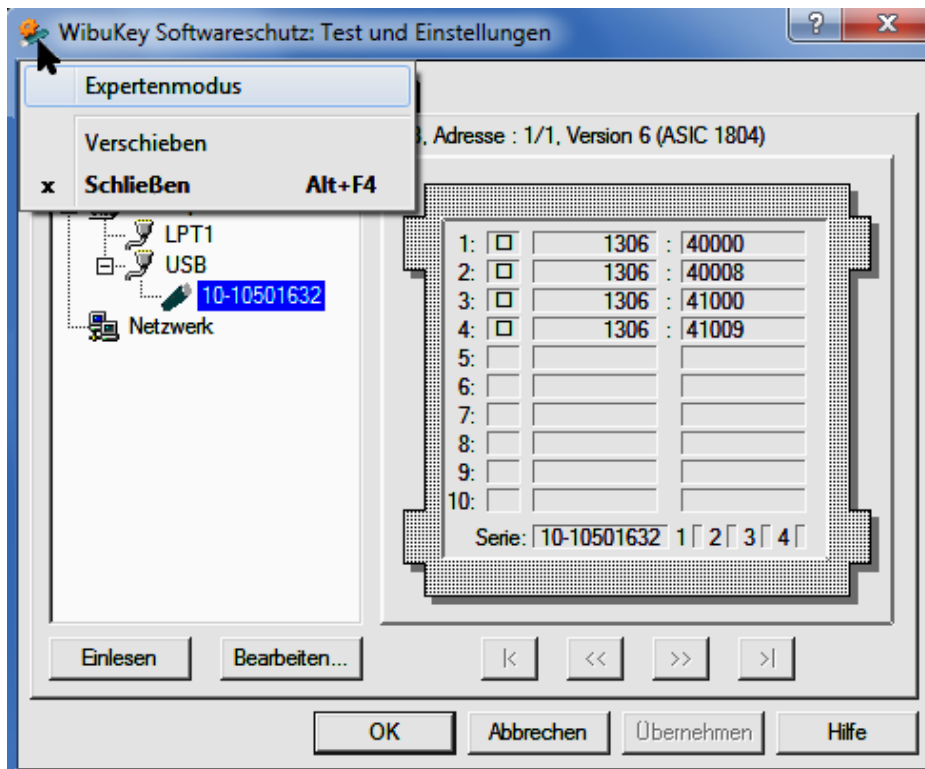 WibuKey Softwareschutz: Test und Einstellungen
Expertenmodus
Verschieben
x Schließen Alt+F4
, Adresse : 1/1, Version 6 (ASIC 1804)
LPT1
USB
10-10501632
Netzwerk
1: 1306 : 40000
2: 1306 : 40008
3: 1306 : 41000
4: 1306 : 41009
5:
6:
7:
8:
9:
10:
Serie: 10-10501632 1 2 3 4
Einlesen Bearbeiten... |< << >> >|
OK Abbrechen Übernehmen Hilfe